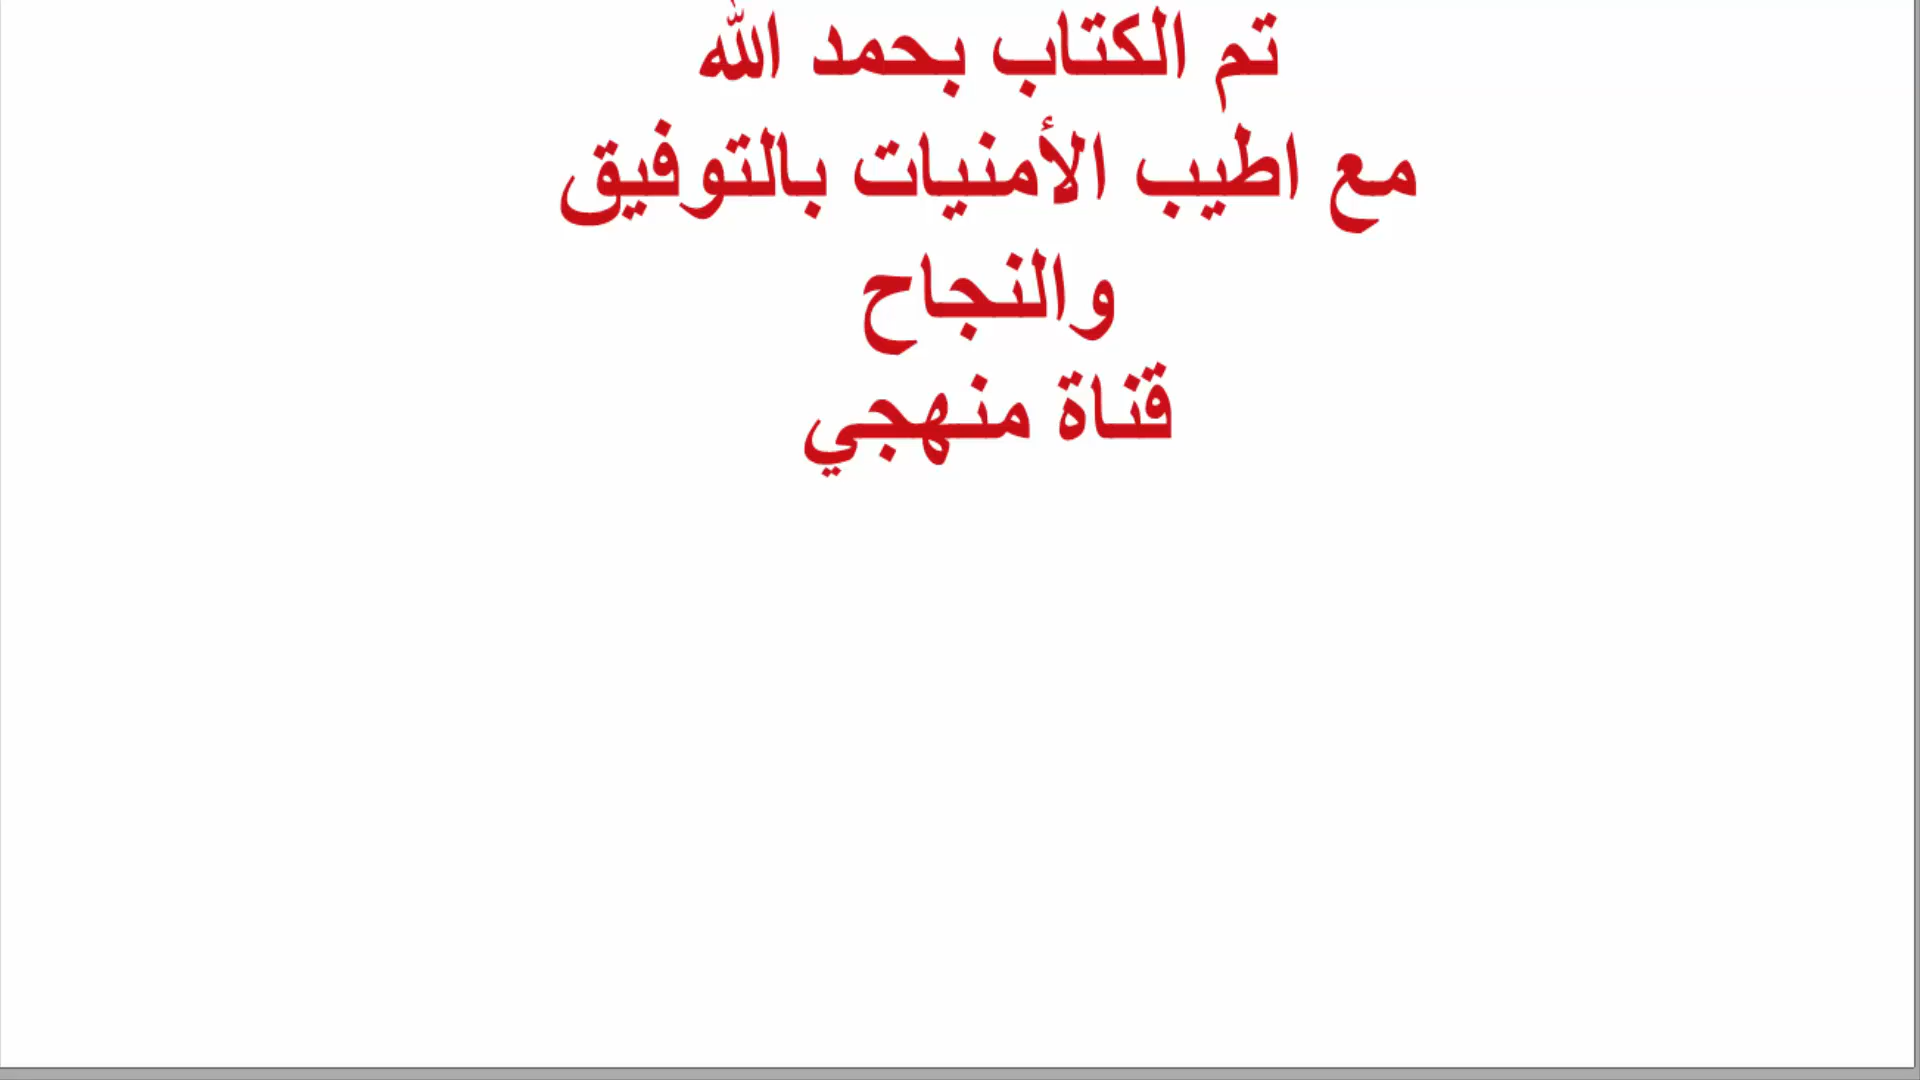 تم الكتاب بحمد الله
مع اطيب الأمنيات بالتوفيق
والنجاح
قناة منهجي